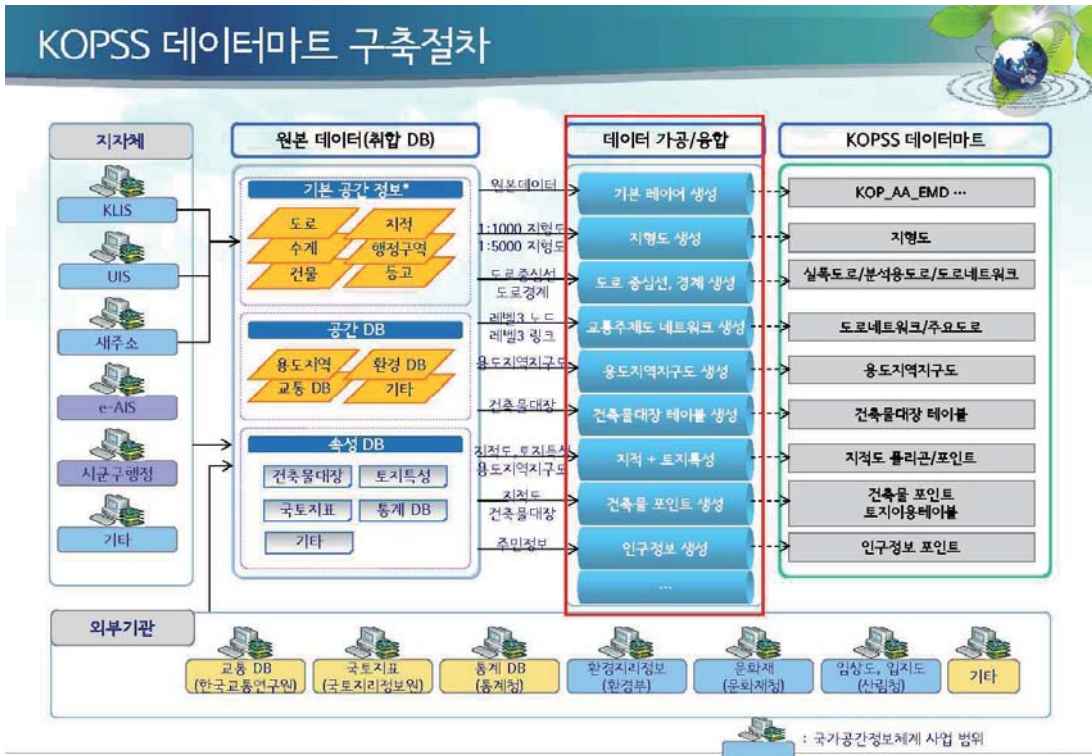 KOPSS 데이터마트 구축절차
지자체
KLIS
UIS
새주소
e-AIS
시군구행정
기타
원본 데이터(취합 DB)
기본 공간 정보*
도로
지적
수계
행정구역
건물
등고
공간 DB
용도지역
환경 DB
교통 DB
기타
속성 DB
건축물대장
토지특성
국토지표
통계 DB
기타
원본데이터
1:1000 지형도
1:5000 지형도
도로중심선
도로경계
레벨3 노드
레벨3 링크
용도지역지구도
건축물대장
지적도,토지특성
용도지역지구도
지적도
건축물대장
주민정보
데이터 가공/융합
기본 레이어 생성
지형도 생성
도로 중심선, 경계 생성
교통주제도 네트워크 생성
용도지역지구도 생성
건축물대장 테이블 생성
지적 + 토지특성
건축물 포인트 생성
인구정보 생성
...
KOPSS 데이터마트
KOP_AA_EMD ...
지형도
실폭도로/분석용도로/도로네트워크
도로네트워크/주요도로
용도지역지구도
건축물대장 테이블
지적도 폴리곤/포인트
건축물 포인트
토지이용테이블
인구정보 포인트
외부기관
교통 DB
(한국교통연구원)
국토지표
(국토지리정보원)
통계 DB
(통계청)
환경지리정보
(환경부)
문화재
(문화재청)
임상도, 입지도
(산림청)
기타
: 국가공간정보체계 사업 범위